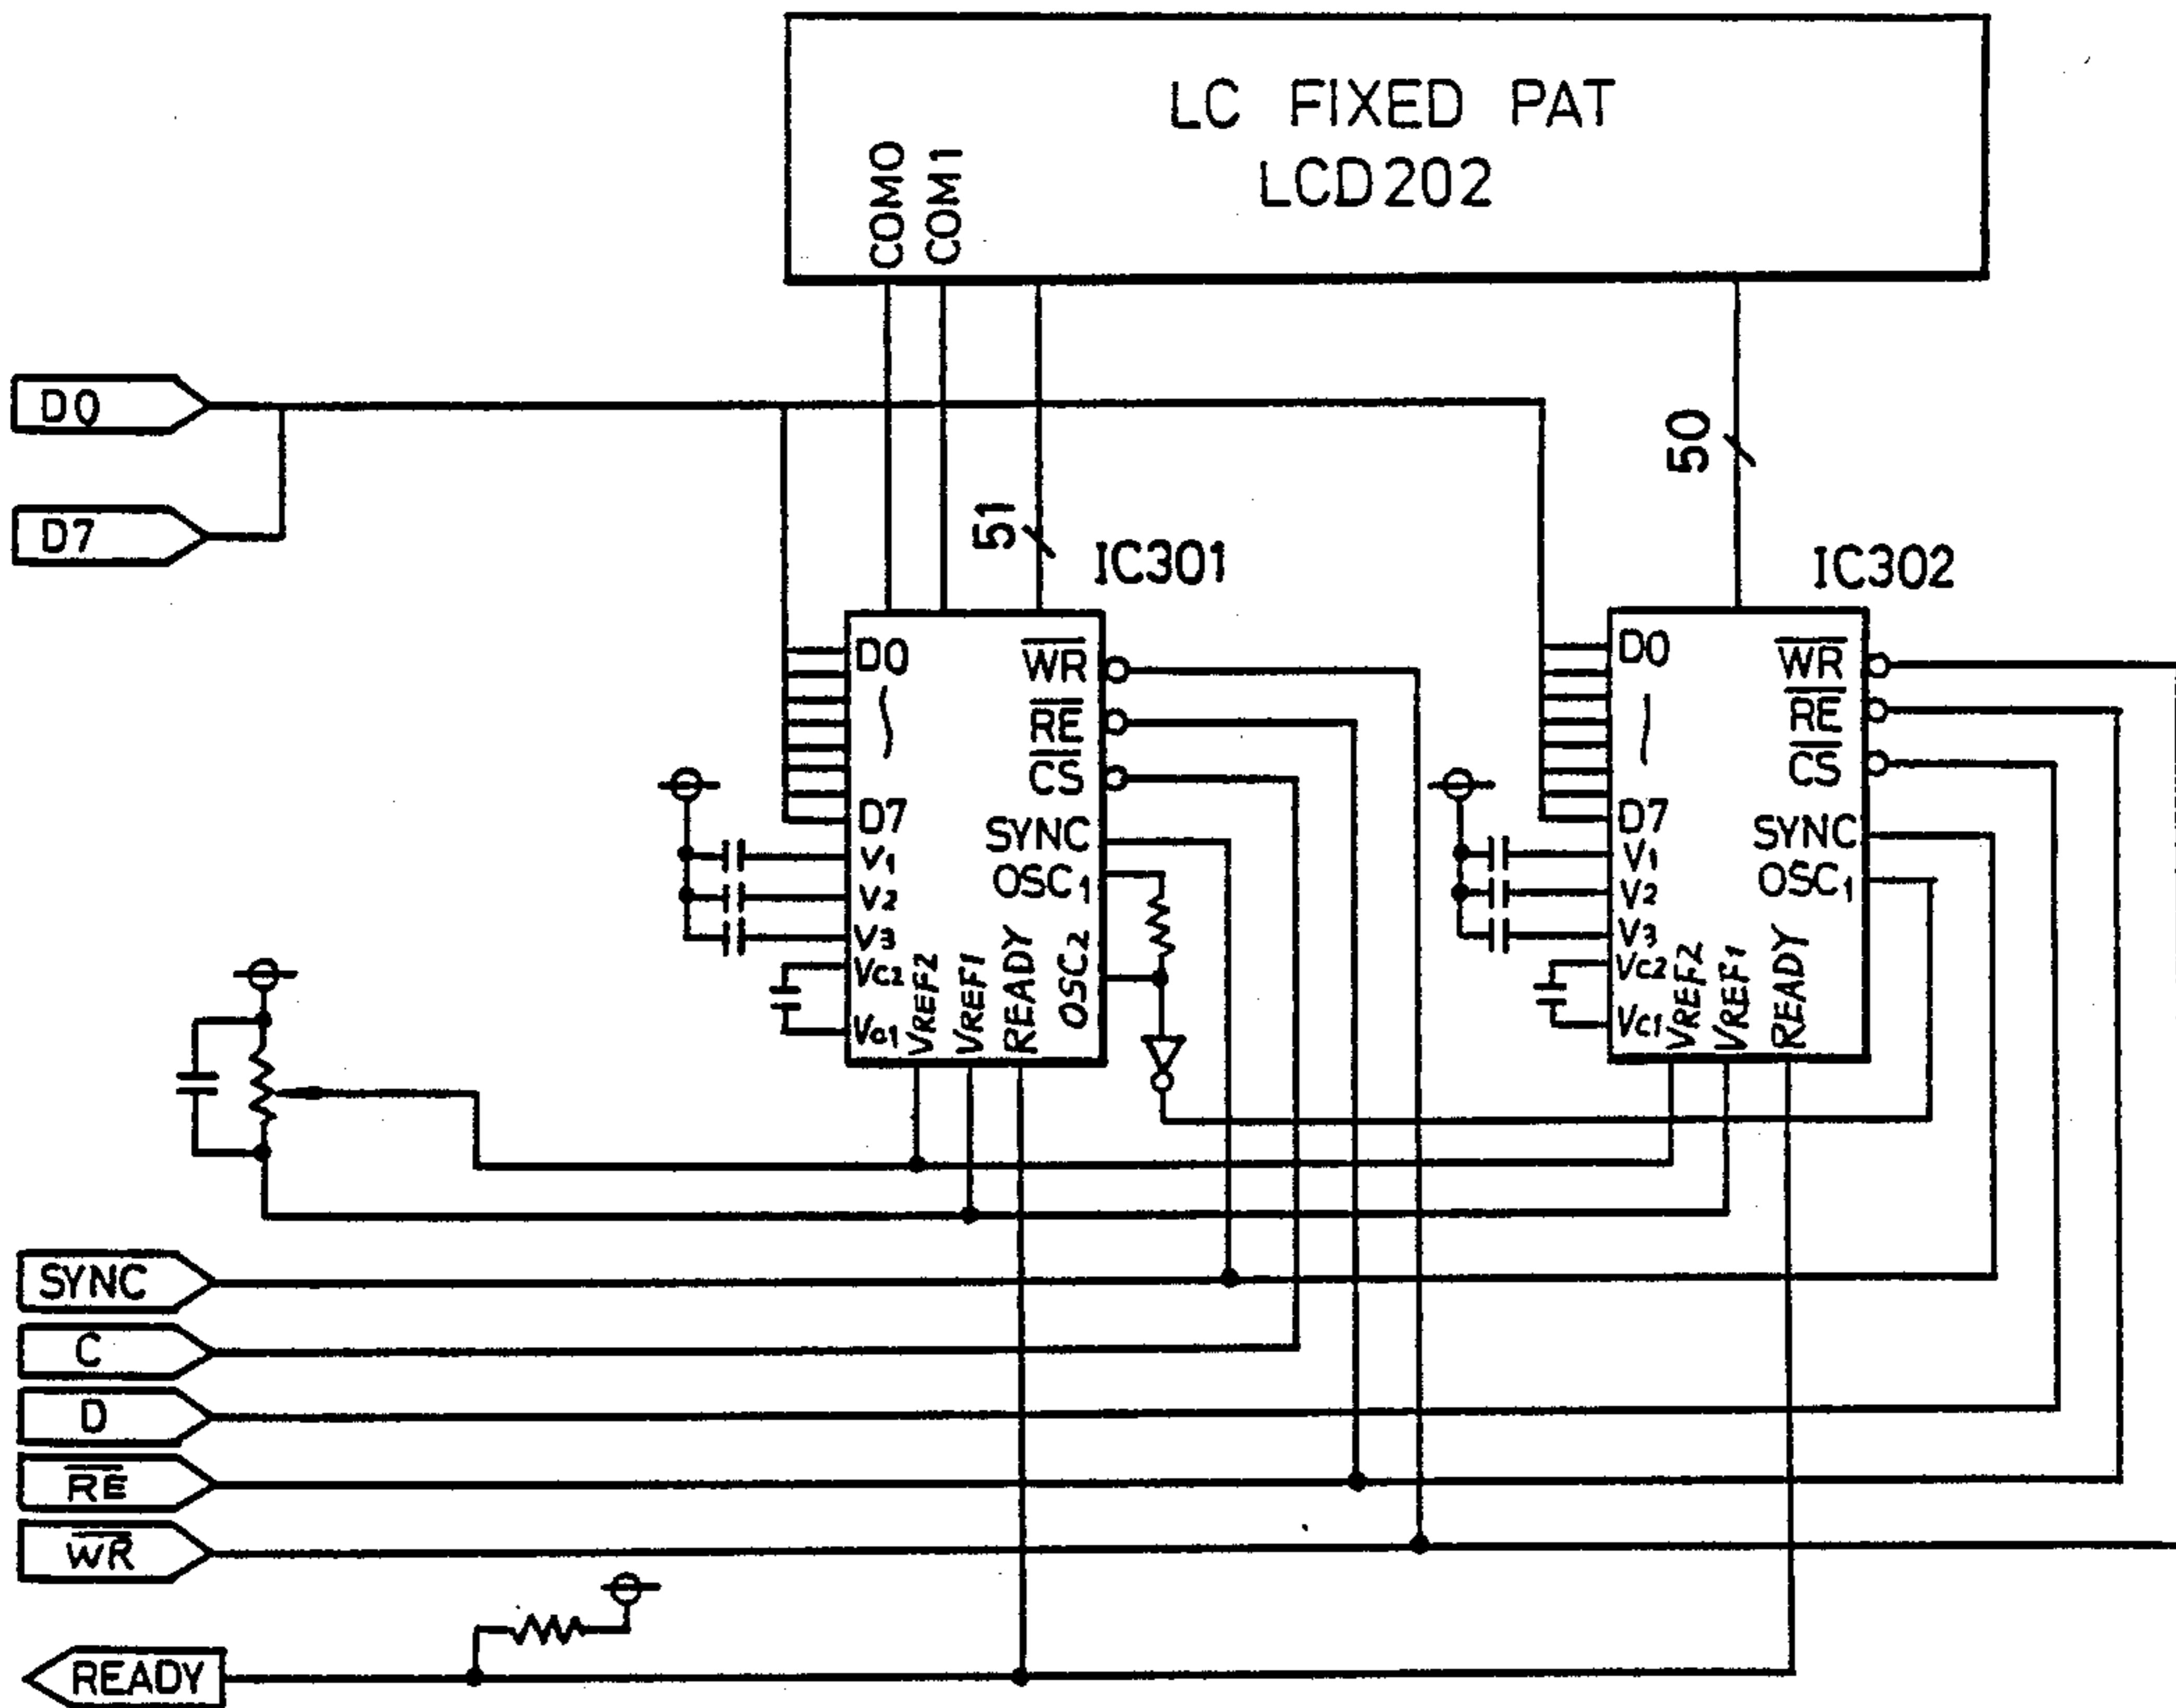 LC FIXED PAT
LCD202
COM0
COM1
D0
D7
51
50
IC301
IC302
D0
D7
V1
V2
V3
VC2
VC1
VREF2
VREF1
READY
OSC2
WR
RE
CS
SYNC
OSC1
D0
D7
V1
V2
V3
VC2
VC1
VREF2
VREF1
READY
WR
RE
CS
SYNC
OSC1
SYNC
C
D
RE
WR
READY